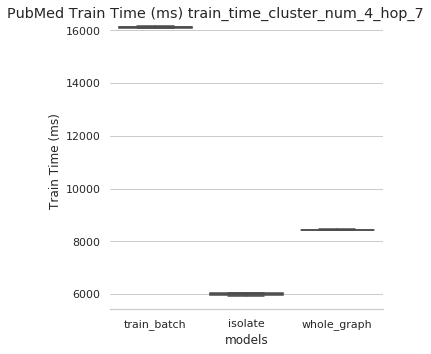 PubMed Train Time (ms) train_time_cluster_num_4_hop_7
16000
14000
12000
10000
8000
6000
Train Time (ms)
train_batch isolate whole_graph
models